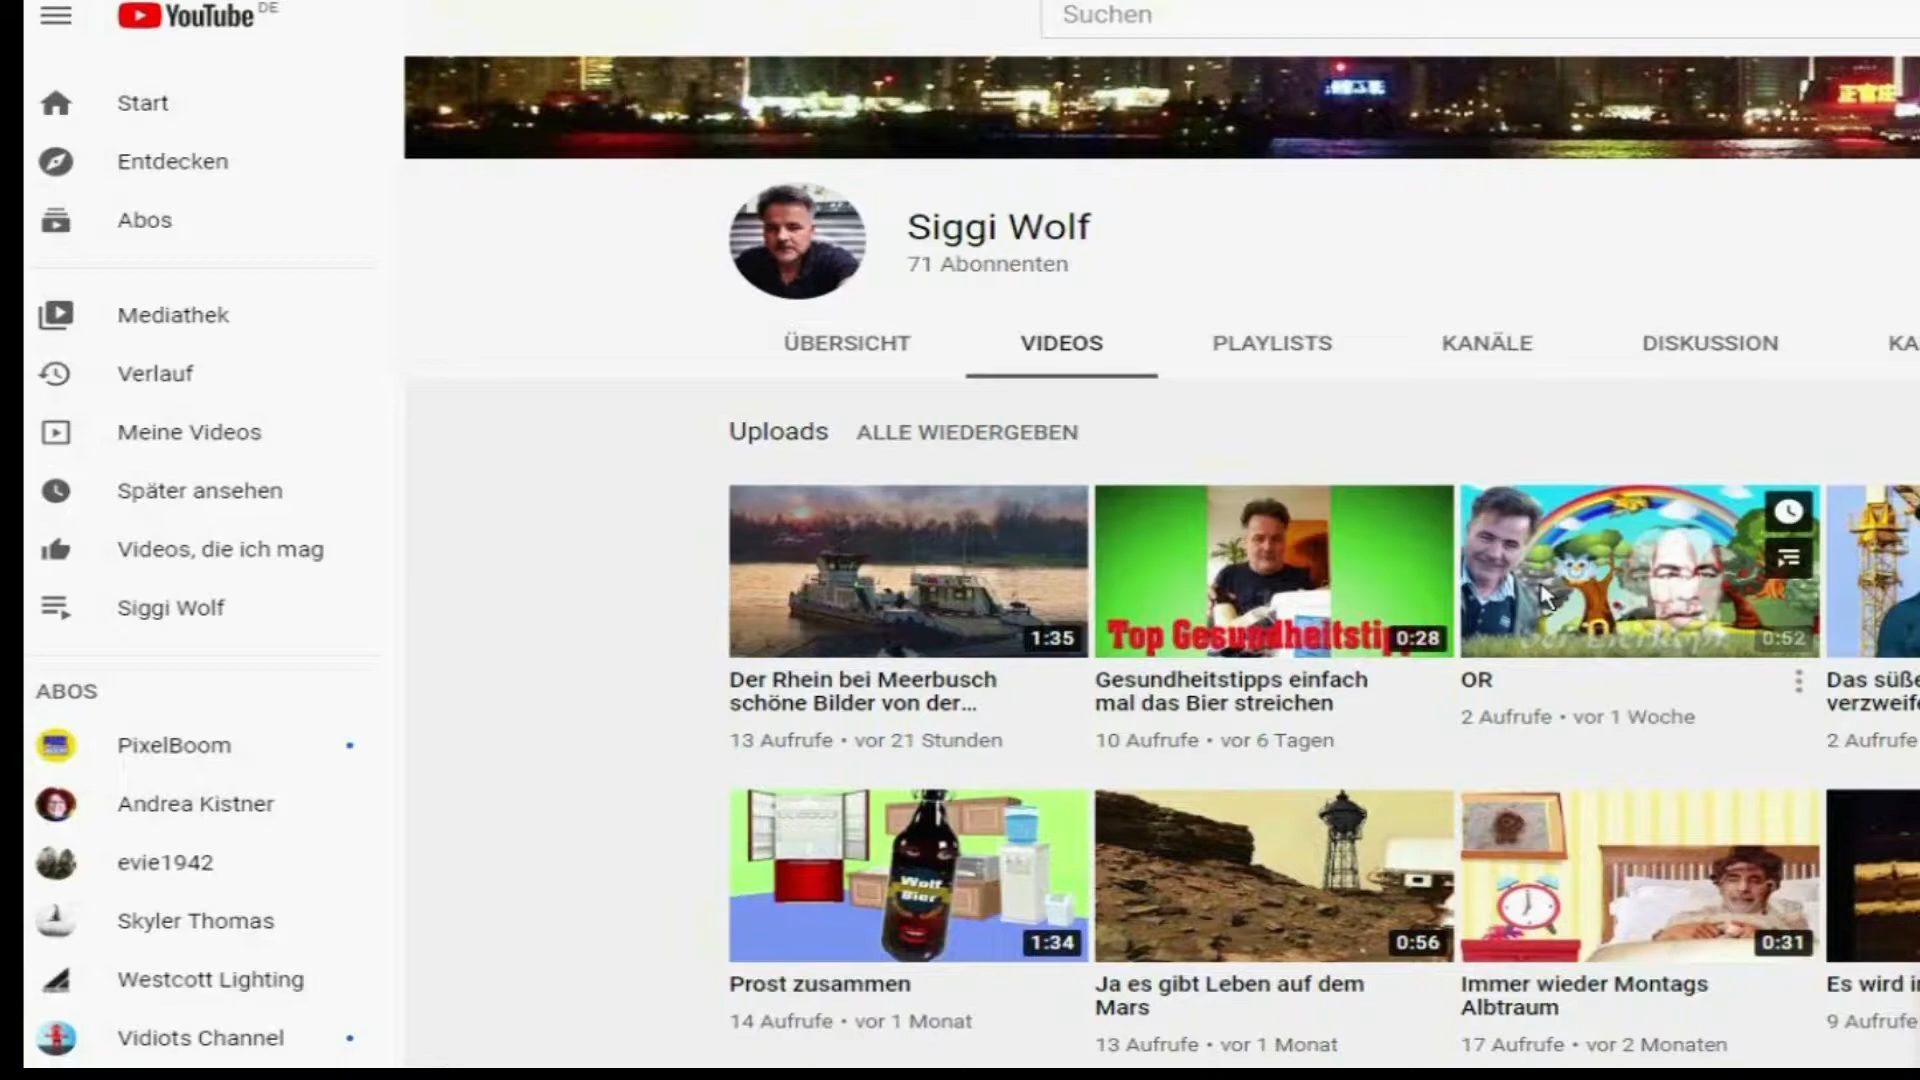 YouTube DE
Suchen
Start
Entdecken
Abos
Mediathek
Verlauf
Meine Videos
Später ansehen
Videos, die ich mag
Siggi Wolf
ABOS
PixelBoom
Andrea Kistner
evie1942
Skyler Thomas
Westcott Lighting
Vidiots Channel
正官庄
Siggi Wolf
71 Abonnenten
ÜBERSICHT
VIDEOS
PLAYLISTS
KANÄLE
DISKUSSION
KA
Uploads
ALLE WIEDERGEBEN
1:35
Der Rhein bei Meerbusch
schöne Bilder von der...
13 Aufrufe • vor 21 Stunden
Top Gesundheitstip
0:28
Gesundheitstipps einfach
mal das Bier streichen
10 Aufrufe • vor 6 Tagen
0:52
OR
2 Aufrufe • vor 1 Woche
Das süße
verzweife
2 Aufrufe
Wolf
Bier
1:34
Prost zusammen
14 Aufrufe • vor 1 Monat
0:56
Ja es gibt Leben auf dem
Mars
13 Aufrufe • vor 1 Monat
0:31
Immer wieder Montags
Albtraum
17 Aufrufe • vor 2 Monaten
Es wird i
9 Aufrufe